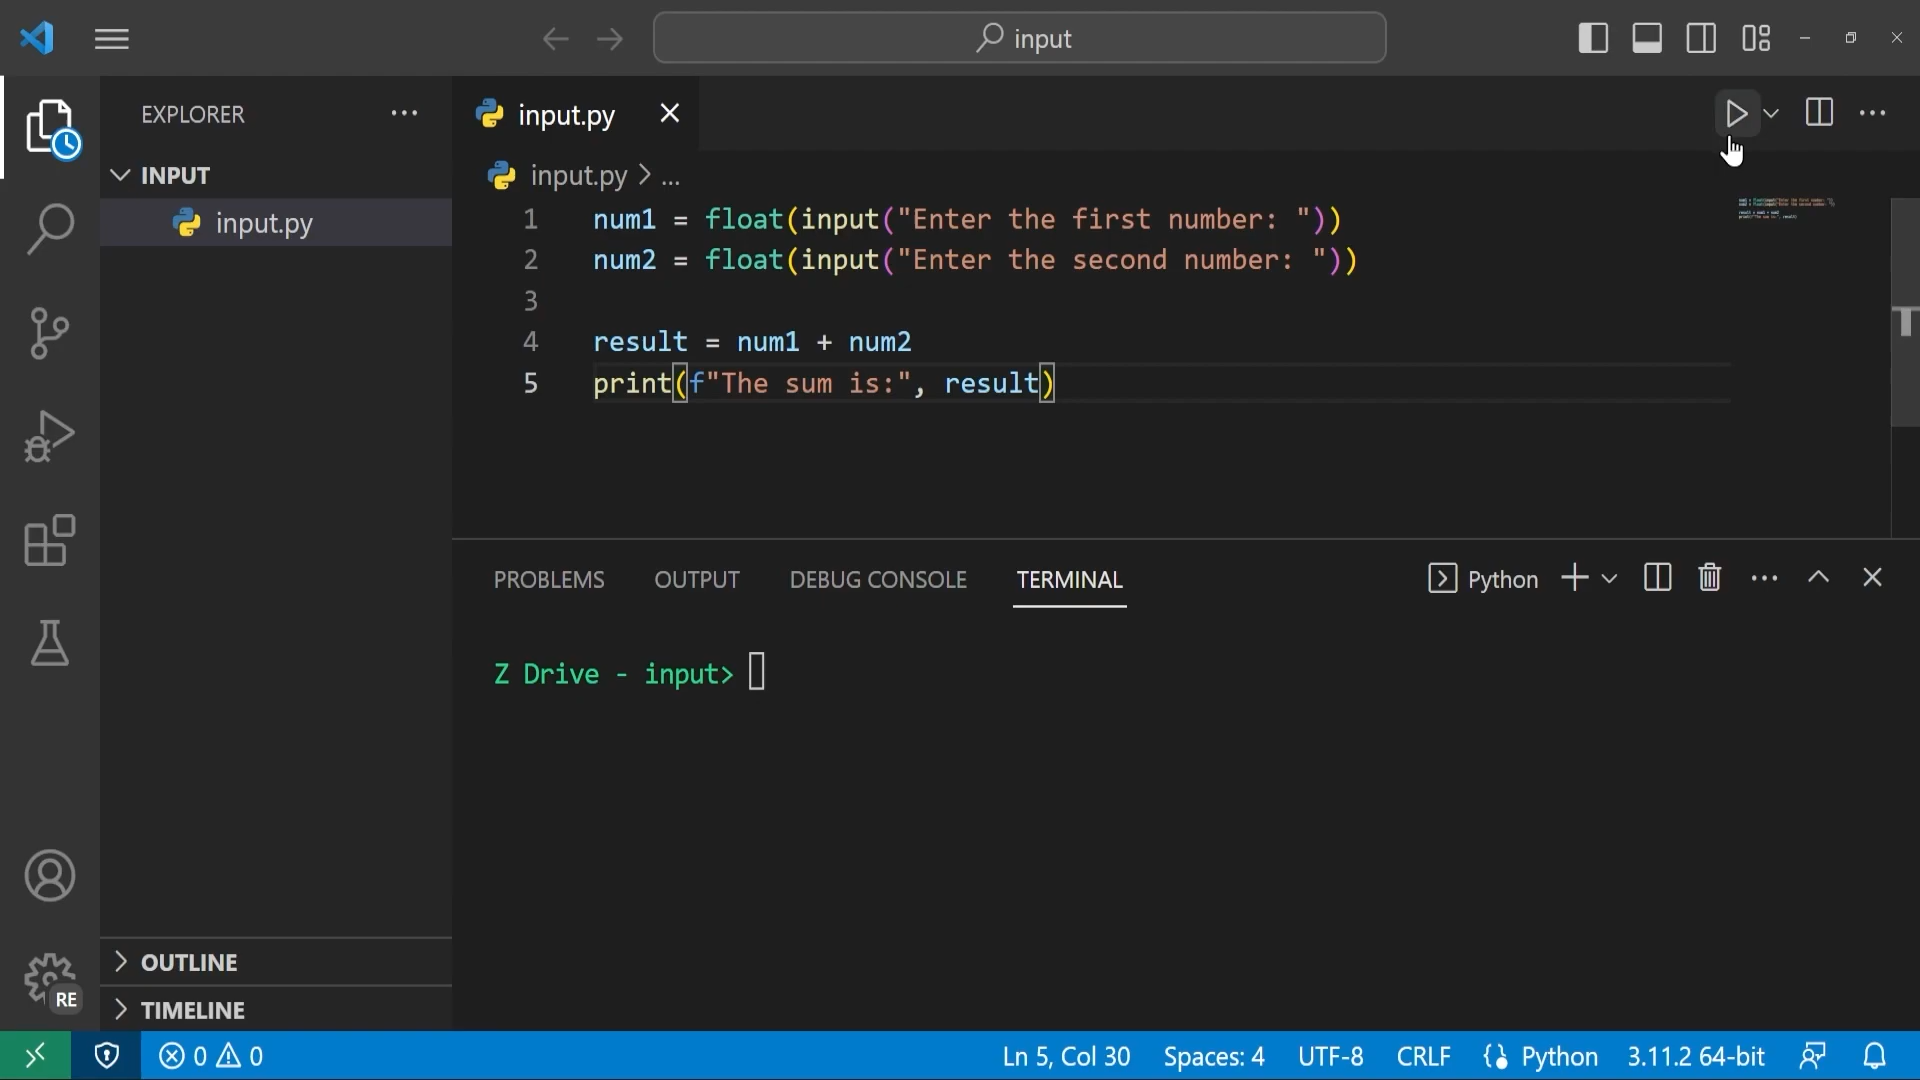 input
EXPLORER
INPUT
input.py
OUTLINE
TIMELINE
RE
input.py
input.py > ...
1 num1 = float(input("Enter the first number: "))
2 num2 = float(input("Enter the second number: "))
3
4 result = num1 + num2
5 print(f"The sum is:", result)
PROBLEMS OUTPUT DEBUG CONSOLE TERMINAL Python
Z Drive - input>
0 0 Ln 5, Col 30 Spaces: 4 UTF-8 CRLF Python 3.11.2 64-bit